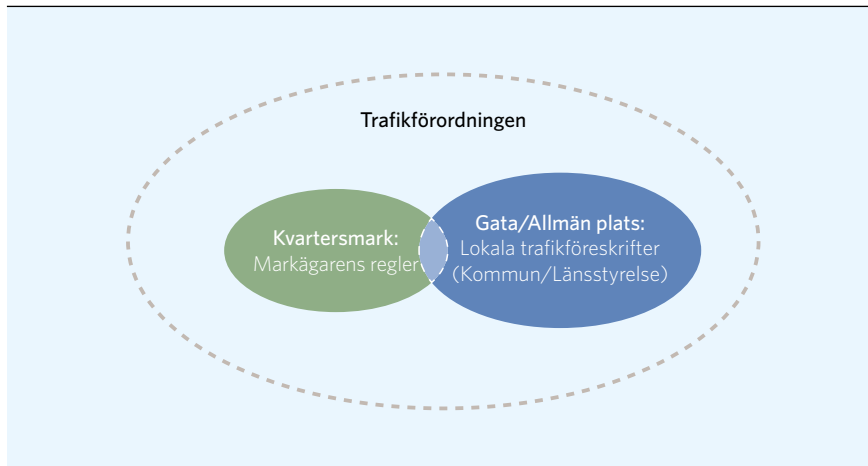 Trafikförordningen
Kvartersmark:
Markägarens regler
Gata/Allmän plats:
Lokala trafikföreskrifter
(Kommun/Länsstyrelse)